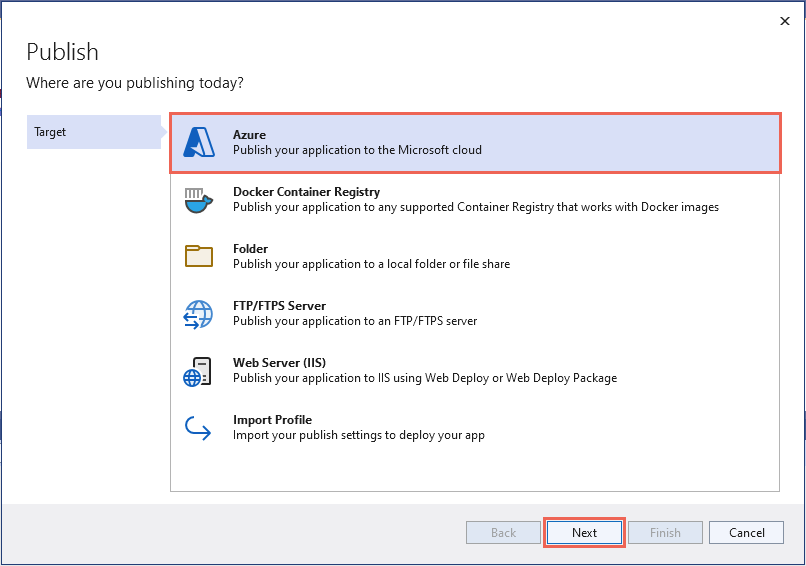 Publish
Where are you publishing today?
Target
Azure
Publish your application to the Microsoft cloud
Docker Container Registry
Publish your application to any supported Container Registry that works with Docker images
Folder
Publish your application to a local folder or file share
FTP/FTPS Server
Publish your application to an FTP/FTPS server
Web Server (IIS)
Publish your application to IIS using Web Deploy or Web Deploy Package
Import Profile
Import your publish settings to deploy your app
Back
Next
Finish
Cancel